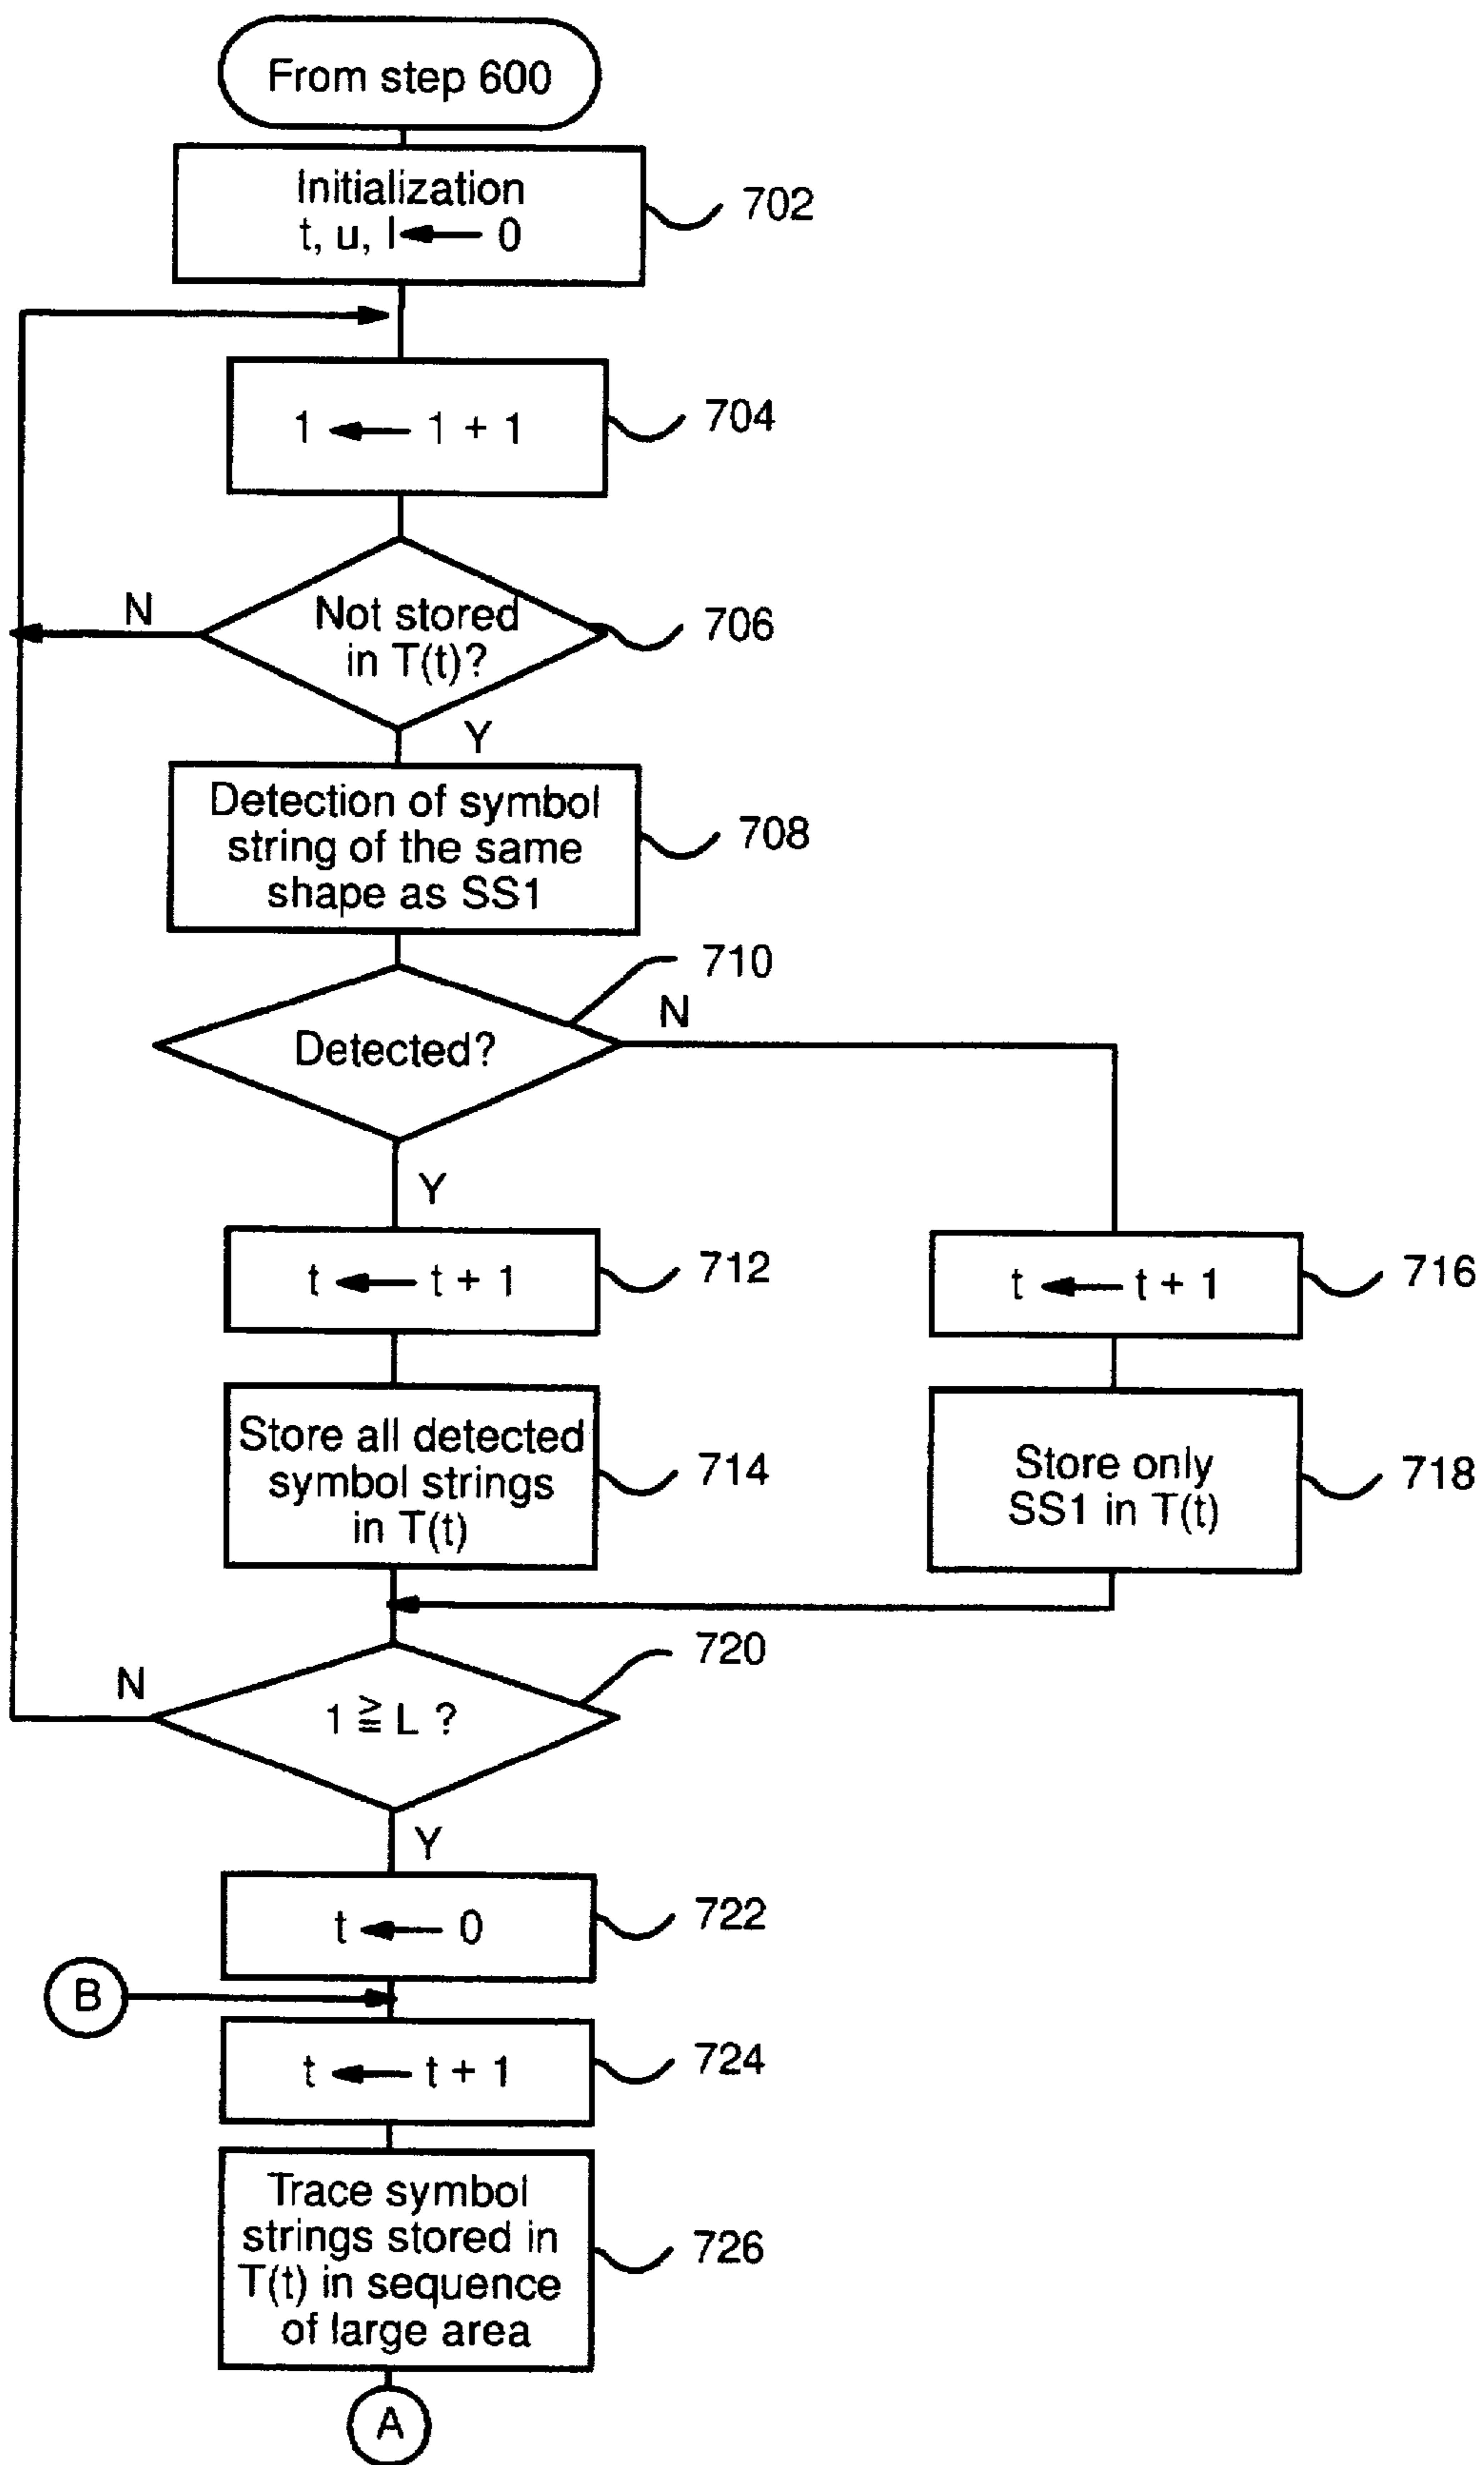 From step 600
Initialization
t, u, l ← 0
702
1 ← 1 + 1
704
Not stored
in T(t)?
706
N
Y
Detection of symbol
string of the same
shape as SS1
708
710
Detected?
N
Y
t ← t + 1
712
t ← t + 1
716
Store all detected
symbol strings
in T(t)
714
Store only
SS1 in T(t)
718
720
N
1 ≧ L ?
Y
t ← 0
722
B
t ← t + 1
724
Trace symbol
strings stored in
T(t) in sequence
of large area
726
A